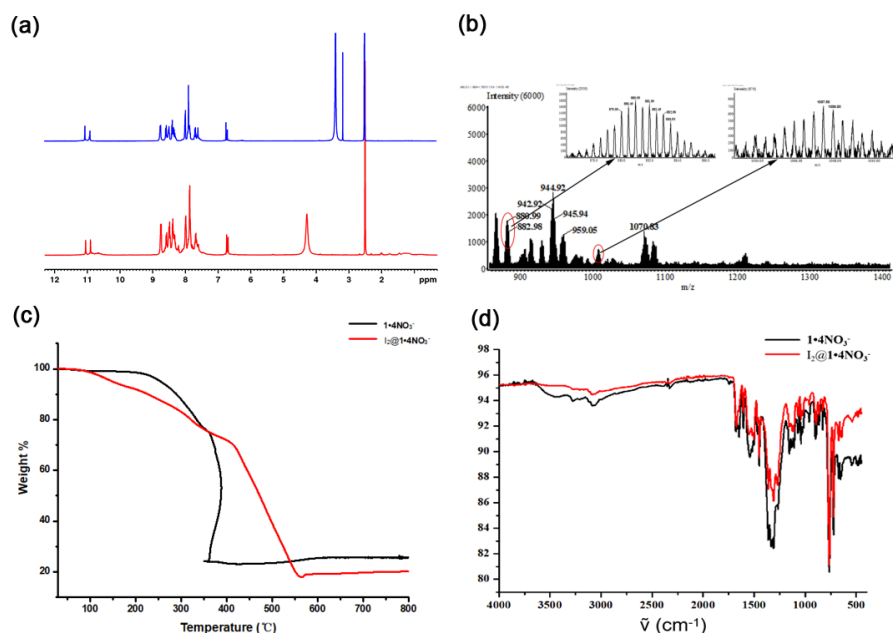 (a)
12 11 10 9 8 7 6 5 4 3 2 1 ppm
(b)
Intensity (6000)
6000
5000
4000
3000
2000
1000
0
944.92
942.92
880.99
882.98
945.94
959.05
1070.83
900 1000 1100 1200 1300 1400
m/z
(c)
1•4NO₃⁻
I₂@1•4NO₃⁻
Weight %
100
80
60
40
20
100 200 300 400 500 600 700 800
Temperature (℃)
(d)
1•4NO₃⁻
I₂@1•4NO₃⁻
96
94
92
90
88
86
84
82
80
4000 3500 3000 2500 2000 1500 1000 500
ṽ (cm⁻¹)